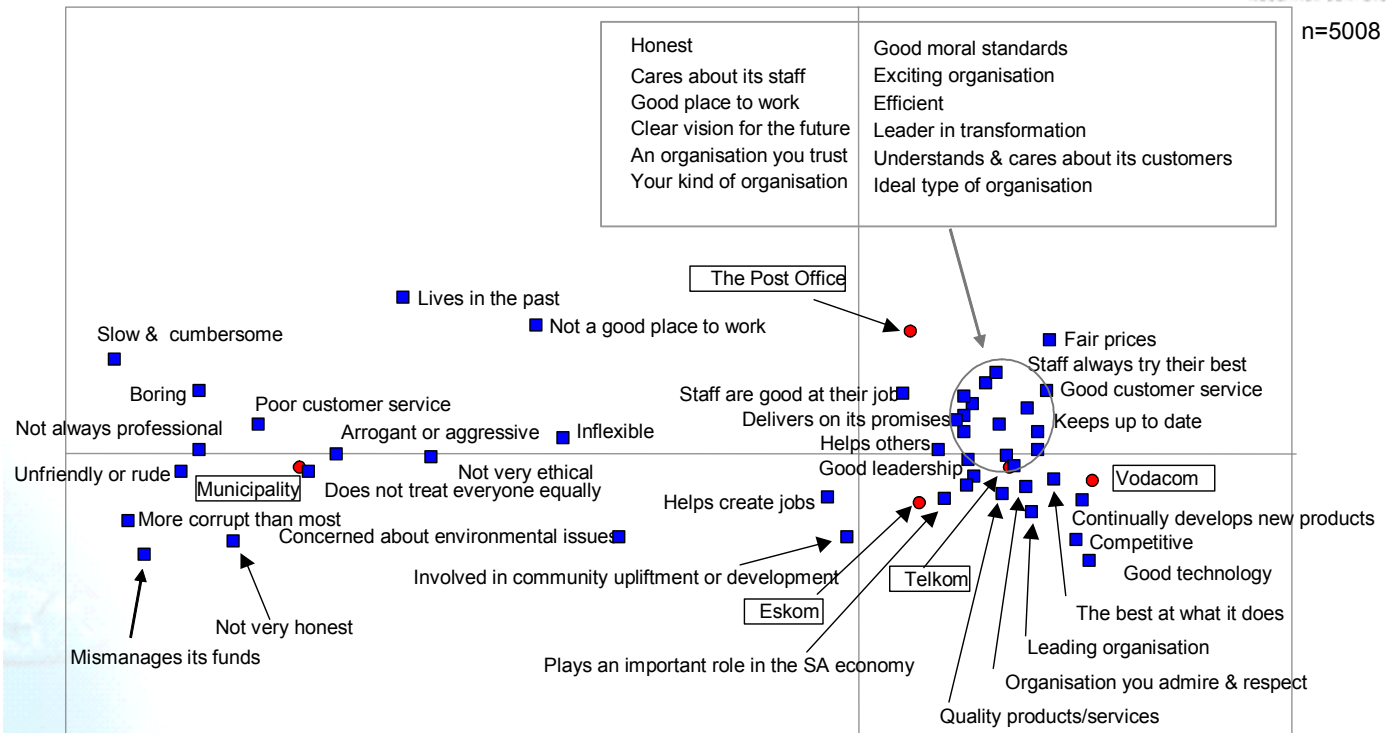 n=5008
Honest
Cares about its staff
Good place to work
Clear vision for the future
An organisation you trust
Your kind of organisation
Good moral standards
Exciting organisation
Efficient
Leader in transformation
Understands & cares about its customers
Ideal type of organisation
The Post Office
Lives in the past
Not a good place to work
Slow & cumbersome
Fair prices
Staff always try their best
Boring
Staff are good at their job
Good customer service
Poor customer service
Delivers on its promises
Keeps up to date
Not always professional
Arrogant or aggressive
Inflexible
Helps others
Unfriendly or rude
Not very ethical
Good leadership
Municipality
Does not treat everyone equally
Vodacom
Helps create jobs
More corrupt than most
Continually develops new products
Concerned about environmental issues
Competitive
Involved in community upliftment or development
Telkom
Good technology
Eskom
The best at what it does
Not very honest
Leading organisation
Mismanages its funds
Plays an important role in the SA economy
Organisation you admire & respect
Quality products/services